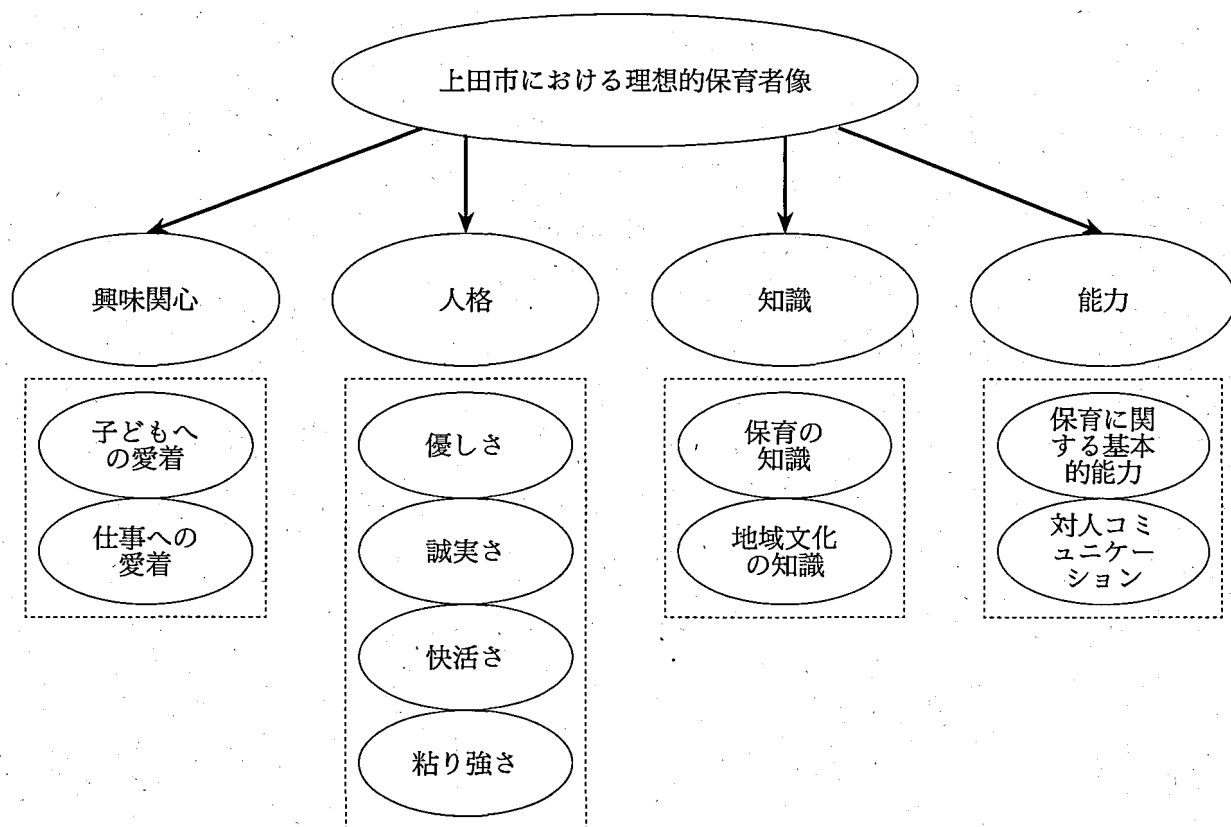 上田市における理想的保育者像
興味関心
人格
知識
能力
子どもへ
の愛着
仕事への
愛着
優しさ
誠実さ
快活さ
粘り強さ
保育の
知識
地域文化
の知識
保育に関
する基本
的能力
対人コミ
ュニケー
ション